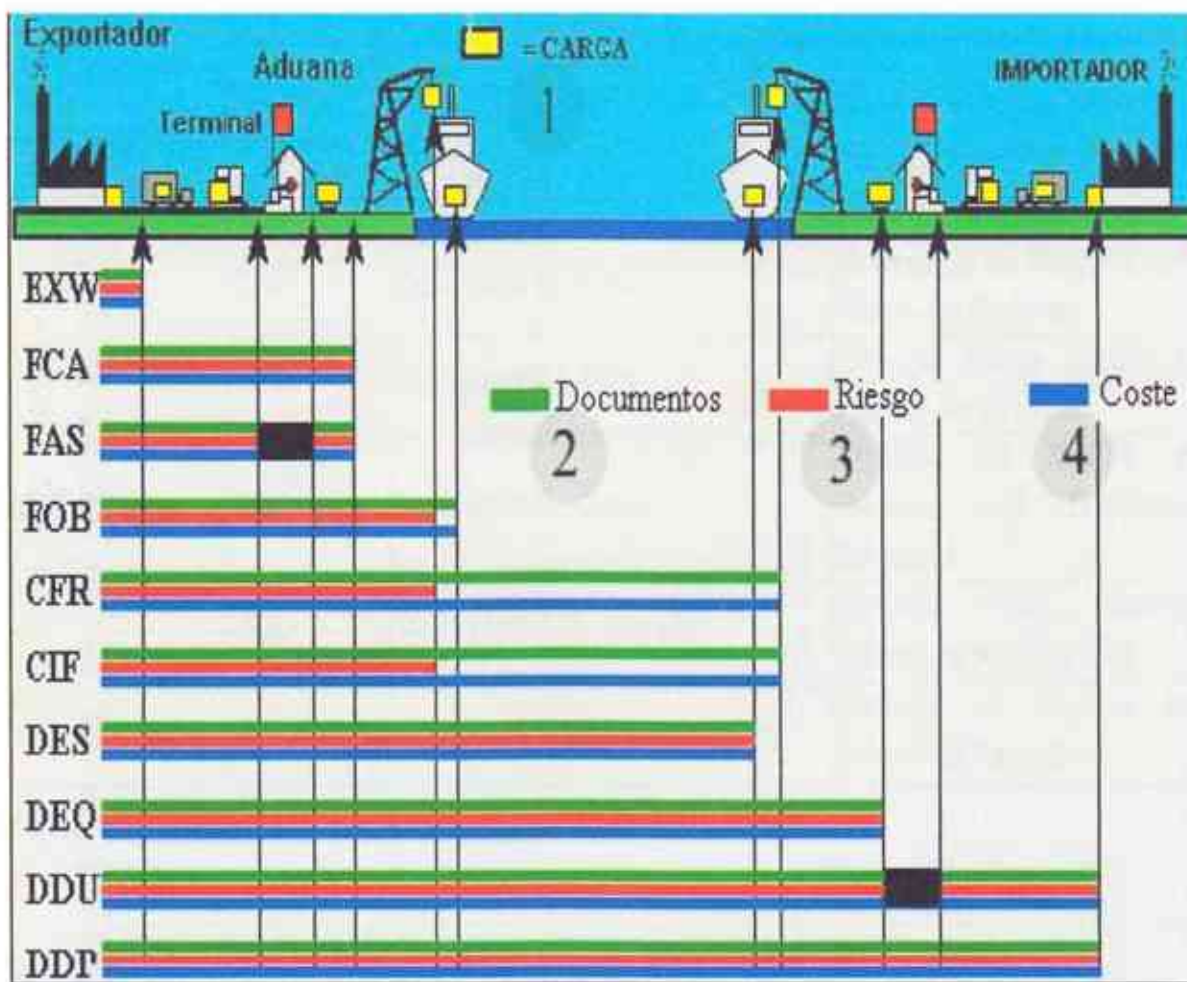 Exportador
= CARGA
Aduana
IMPORTADOR
Terminal
1
EXW
FCA
Documentos
Riesgo
Coste
FAS
2
3
4
FOB
CFR
CIF
DES
DEQ
DDU
DDP